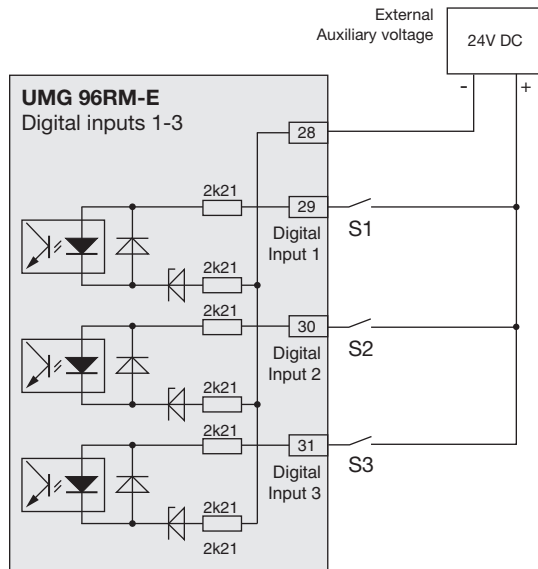 External
Auxiliary voltage
24V DC
-
+
UMG 96RM-E
Digital inputs 1-3
28
2k21
29
S1
Digital
Input 1
2k21
2k21
30
S2
Digital
Input 2
2k21
2k21
31
S3
Digital
Input 3
2k21
2k21